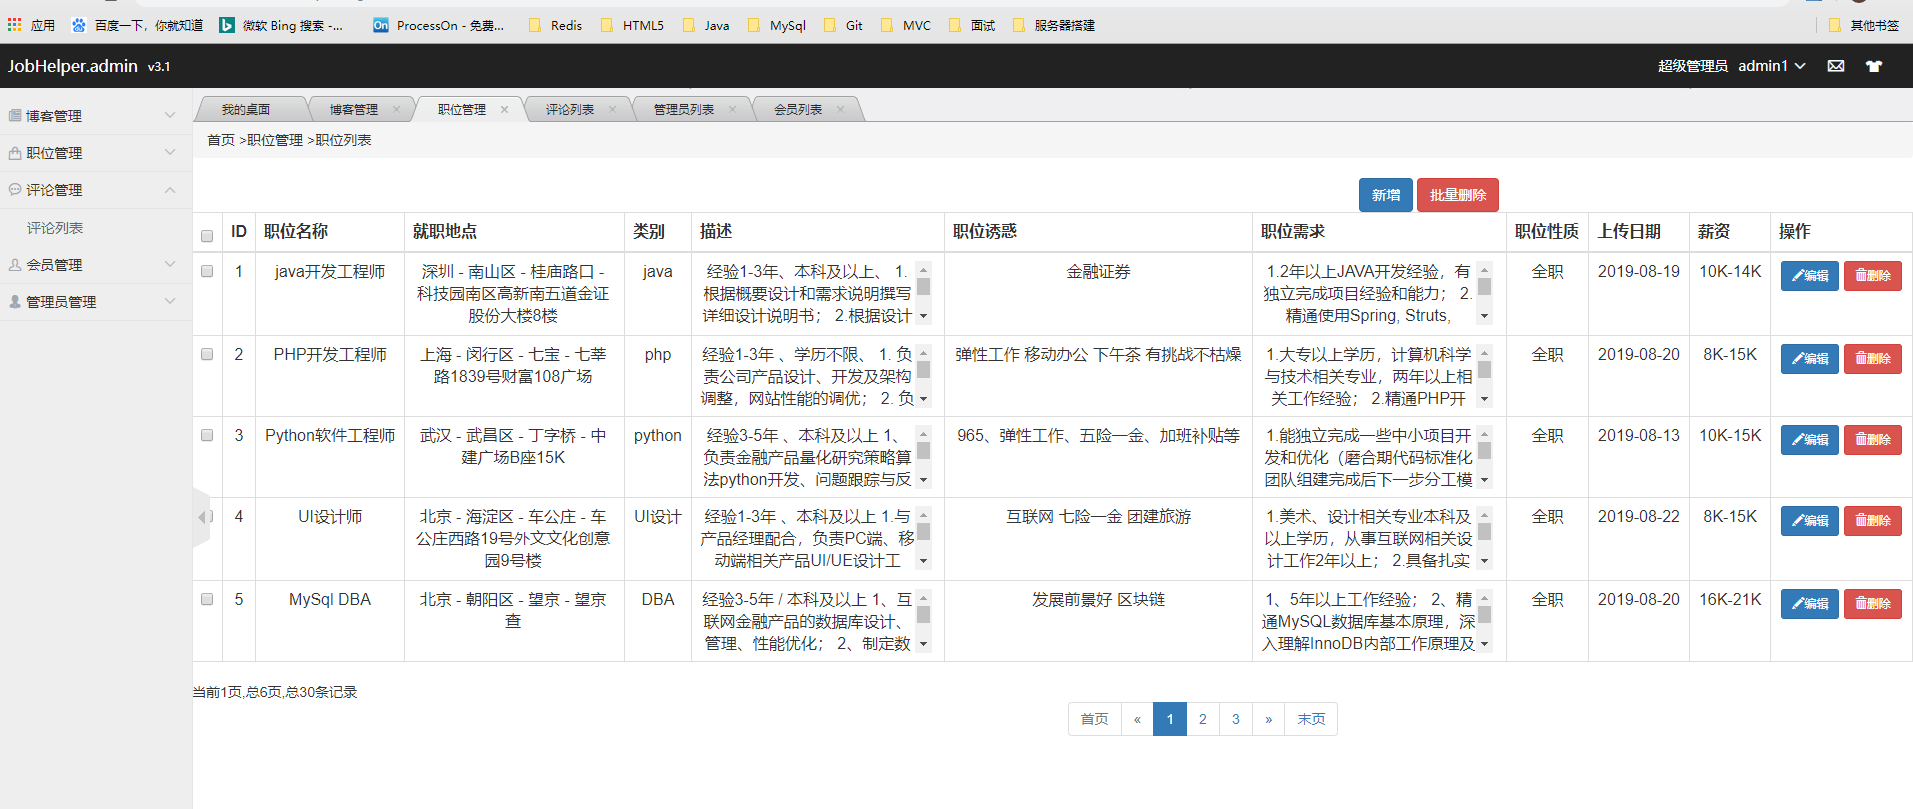 应用 百度一下，你就知道 微软 Bing 搜索 -... ProcessOn - 免费... Redis HTML5 Java MySql Git MVC 面试 服务器搭建 其他书签
JobHelper.admin v3.1 超级管理员 admin1
我的桌面 博客管理 职位管理 评论列表 管理员列表 会员列表
博客管理
职位管理
评论管理
评论列表
会员管理
管理员管理
首页 >职位管理 >职位列表
新增 批量删除
ID 职位名称 就职地点 类别 描述 职位诱惑 职位需求 职位性质 上传日期 薪资 操作
1 java开发工程师 深圳 - 南山区 - 桂庙路口 - java 经验1-3年、本科及以上、 1. 金融证券 1.2年以上JAVA开发经验，有 全职 2019-08-19 10K-14K 编辑 删除
科技园南区高新南五道金证 根据概要设计和需求说明撰写 独立完成项目经验和能力； 2.
股份大楼8楼 详细设计说明书； 2.根据设计 精通使用Spring, Struts,
2 PHP开发工程师 上海 - 闵行区 - 七宝 - 七莘 php 经验1-3年 、学历不限、 1. 负 弹性工作 移动办公 下午茶 有挑战不枯燥 1.大专以上学历，计算机科学 全职 2019-08-20 8K-15K 编辑 删除
路1839号财富108广场 责公司产品设计、开发及架构 与技术相关专业，两年以上相
调整，网站性能的调优； 2. 负 关工作经验； 2.精通PHP开
3 Python软件工程师 武汉 - 武昌区 - 丁字桥 - 中 python 经验3-5年 、本科及以上 1、 965、弹性工作、五险一金、加班补贴等 1.能独立完成一些中小项目开 全职 2019-08-13 10K-15K 编辑 删除
建广场B座15K 负责金融产品量化研究策略算 发和优化（磨合期代码标准化
法python开发、问题跟踪与反 团队组建完成后下一步分工模
4 UI设计师 北京 - 海淀区 - 车公庄 - 车 UI设计 经验1-3年 、本科及以上 1.与 互联网 七险一金 团建旅游 1.美术、设计相关专业本科及 全职 2019-08-22 8K-15K 编辑 删除
公庄西路19号外文文化创意 产品经理配合，负责PC端、移 以上学历，从事互联网相关设
园9号楼 动端相关产品UI/UE设计工 计工作2年以上； 2.具备扎实
5 MySql DBA 北京 - 朝阳区 - 望京 - 望京 DBA 经验3-5年 / 本科及以上 1、互 发展前景好 区块链 1、5年以上工作经验； 2、精 全职 2019-08-20 16K-21K 编辑 删除
查 联网金融产品的数据库设计、 通MySQL数据库基本原理，深
管理、性能优化； 2、制定数 入理解InnoDB内部工作原理及
当前1页,总6页,总30条记录
首页 « 1 2 3 » 末页